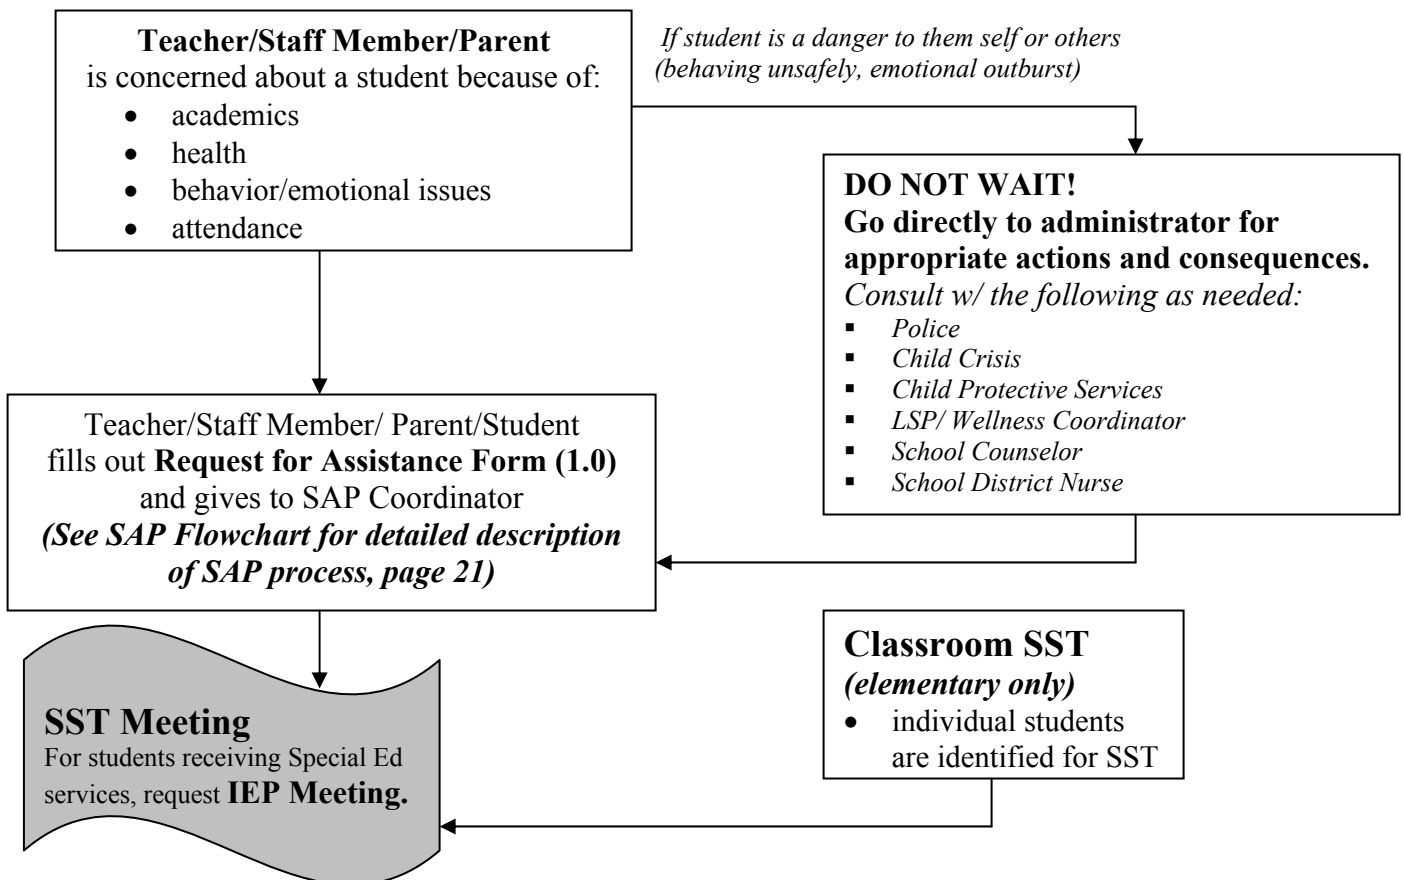 Teacher/Staff Member/Parent
is concerned about a student because of:
• academics
• health
• behavior/emotional issues
• attendance
If student is a danger to them self or others
(behaving unsafely, emotional outburst)
DO NOT WAIT!
Go directly to administrator for
appropriate actions and consequences.
Consult w/ the following as needed:
▪ Police
▪ Child Crisis
▪ Child Protective Services
▪ LSP/ Wellness Coordinator
▪ School Counselor
▪ School District Nurse
Teacher/Staff Member/ Parent/Student
fills out Request for Assistance Form (1.0)
and gives to SAP Coordinator
(See SAP Flowchart for detailed description
of SAP process, page 21)
Classroom SST
(elementary only)
• individual students
are identified for SST
SST Meeting
For students receiving Special Ed
services, request IEP Meeting.